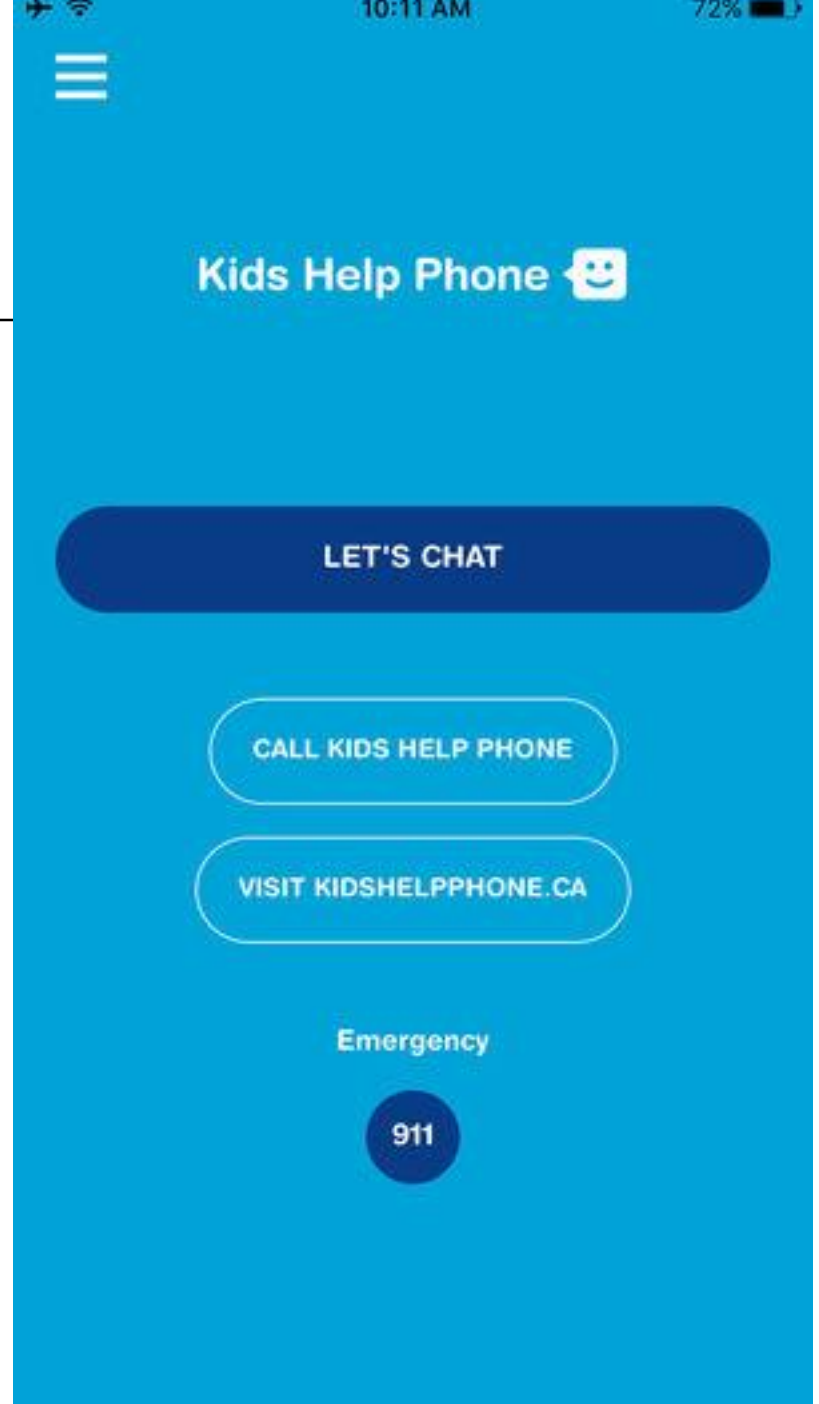 10:11 AM 72%
Kids Help Phone
LET'S CHAT
CALL KIDS HELP PHONE
VISIT KIDSHELPPHONE.CA
Emergency
911